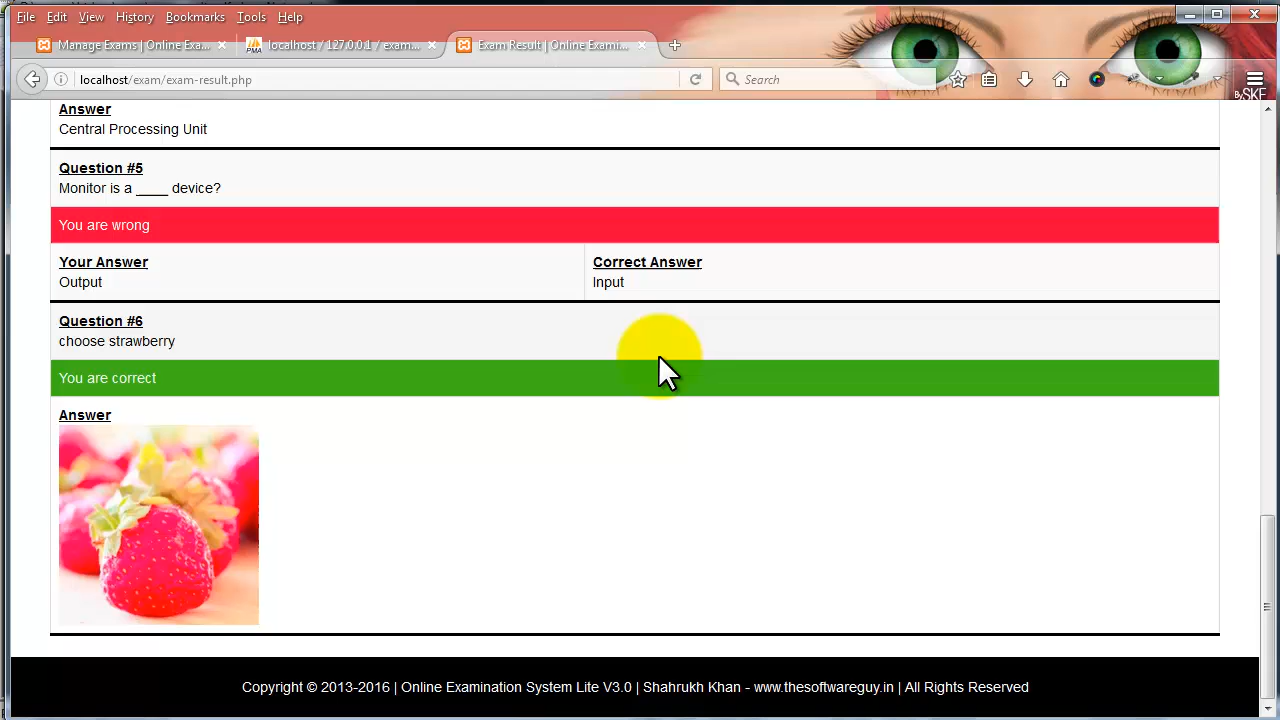 File Edit View History Bookmarks Tools Help
Manage Exams | Online Exa... localhost / 127.0.0.1 / exam... Exam Result | Online Exami...
localhost/exam/exam-result.php Search
By SKE
Answer
Central Processing Unit
Question #5
Monitor is a ____ device?
You are wrong
Your Answer Correct Answer
Output Input
Question #6
choose strawberry
You are correct
Answer
Copyright © 2013-2016 | Online Examination System Lite V3.0 | Shahrukh Khan - www.thesoftwareguy.in | All Rights Reserved